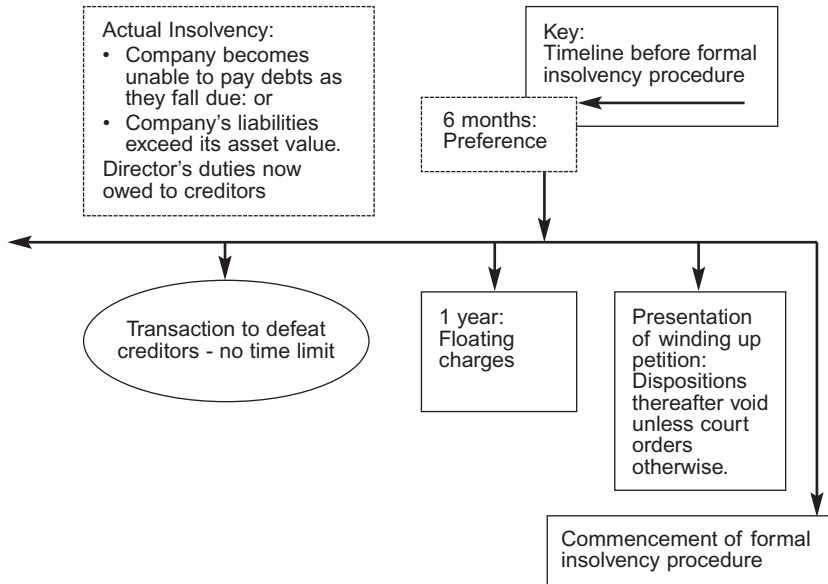 Actual Insolvency:
• Company becomes
unable to pay debts as
they fall due: or
• Company’s liabilities
exceed its asset value.
Director’s duties now
owed to creditors
Key:
Timeline before formal
insolvency procedure
6 months:
Preference
Transaction to defeat
creditors - no time limit
1 year:
Floating
charges
Presentation
of winding up
petition:
Dispositions
thereafter void
unless court
orders
otherwise.
Commencement of formal
insolvency procedure